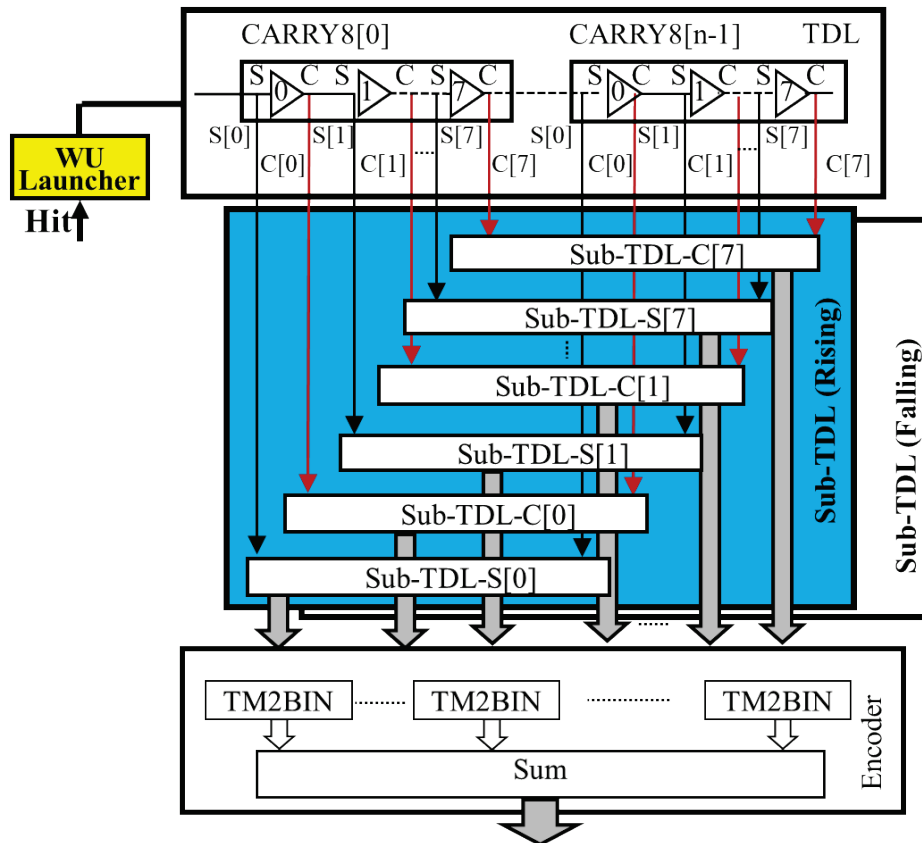 CARRY8[0] CARRY8[n-1] TDL
S 0 C S 1 C S 7 C S 0 C S 1 C S 7 C
S[0] S[1] S[7] S[0] S[1] S[7]
C[0] C[1] C[7] C[0] C[1] C[7]
WU
Launcher
Hit
Sub-TDL-C[7]
Sub-TDL-S[7]
Sub-TDL-C[1]
Sub-TDL-S[1]
Sub-TDL-C[0]
Sub-TDL-S[0]
Sub-TDL (Rising)
Sub-TDL (Falling)
TM2BIN TM2BIN TM2BIN
Sum
Encoder